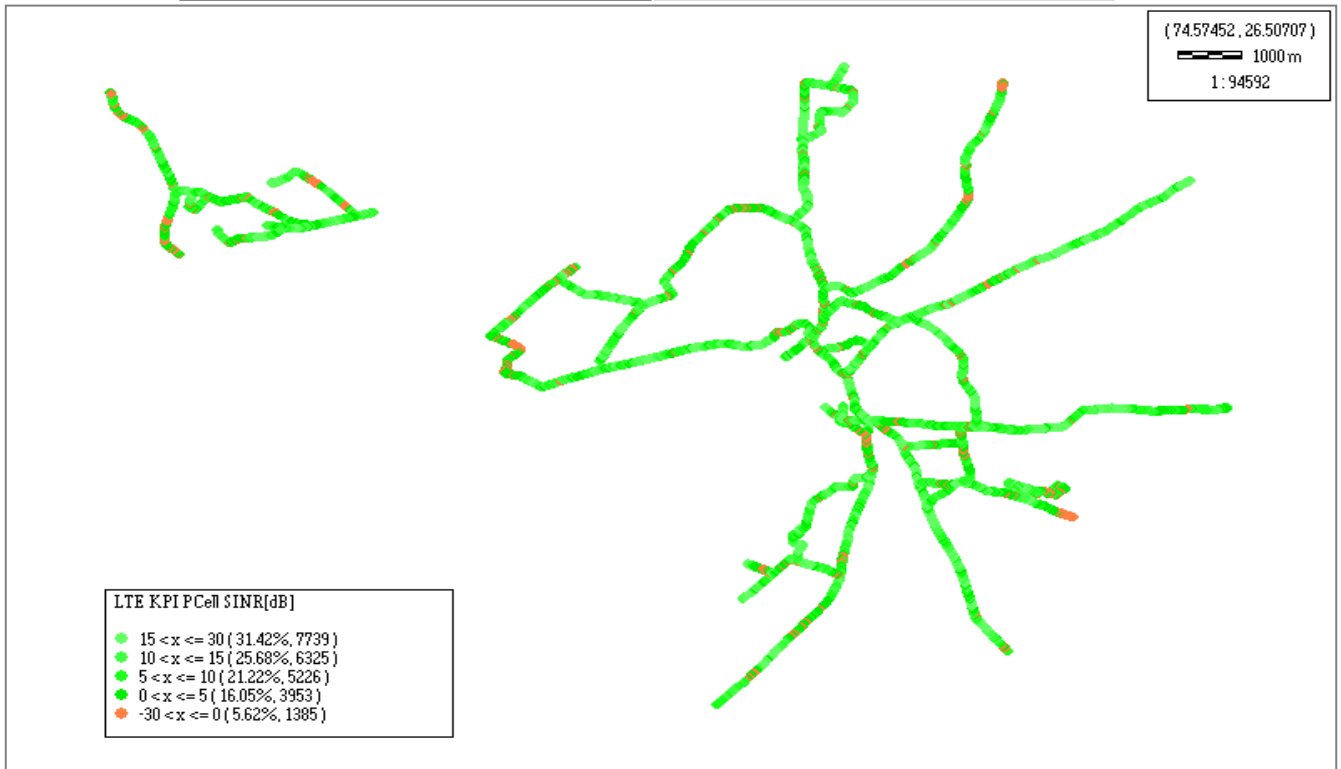 (74.57452, 26.50707)
1000 m
1: 94592
LTE KPI PCell SINR[dB]
15 < x <= 30 ( 31.42%, 7739 )
10 < x <= 15 ( 25.68%, 6325 )
5 < x <= 10 ( 21.22%, 5226 )
0 < x <= 5 ( 16.05%, 3953 )
-30 < x <= 0 ( 5.62%, 1385 )